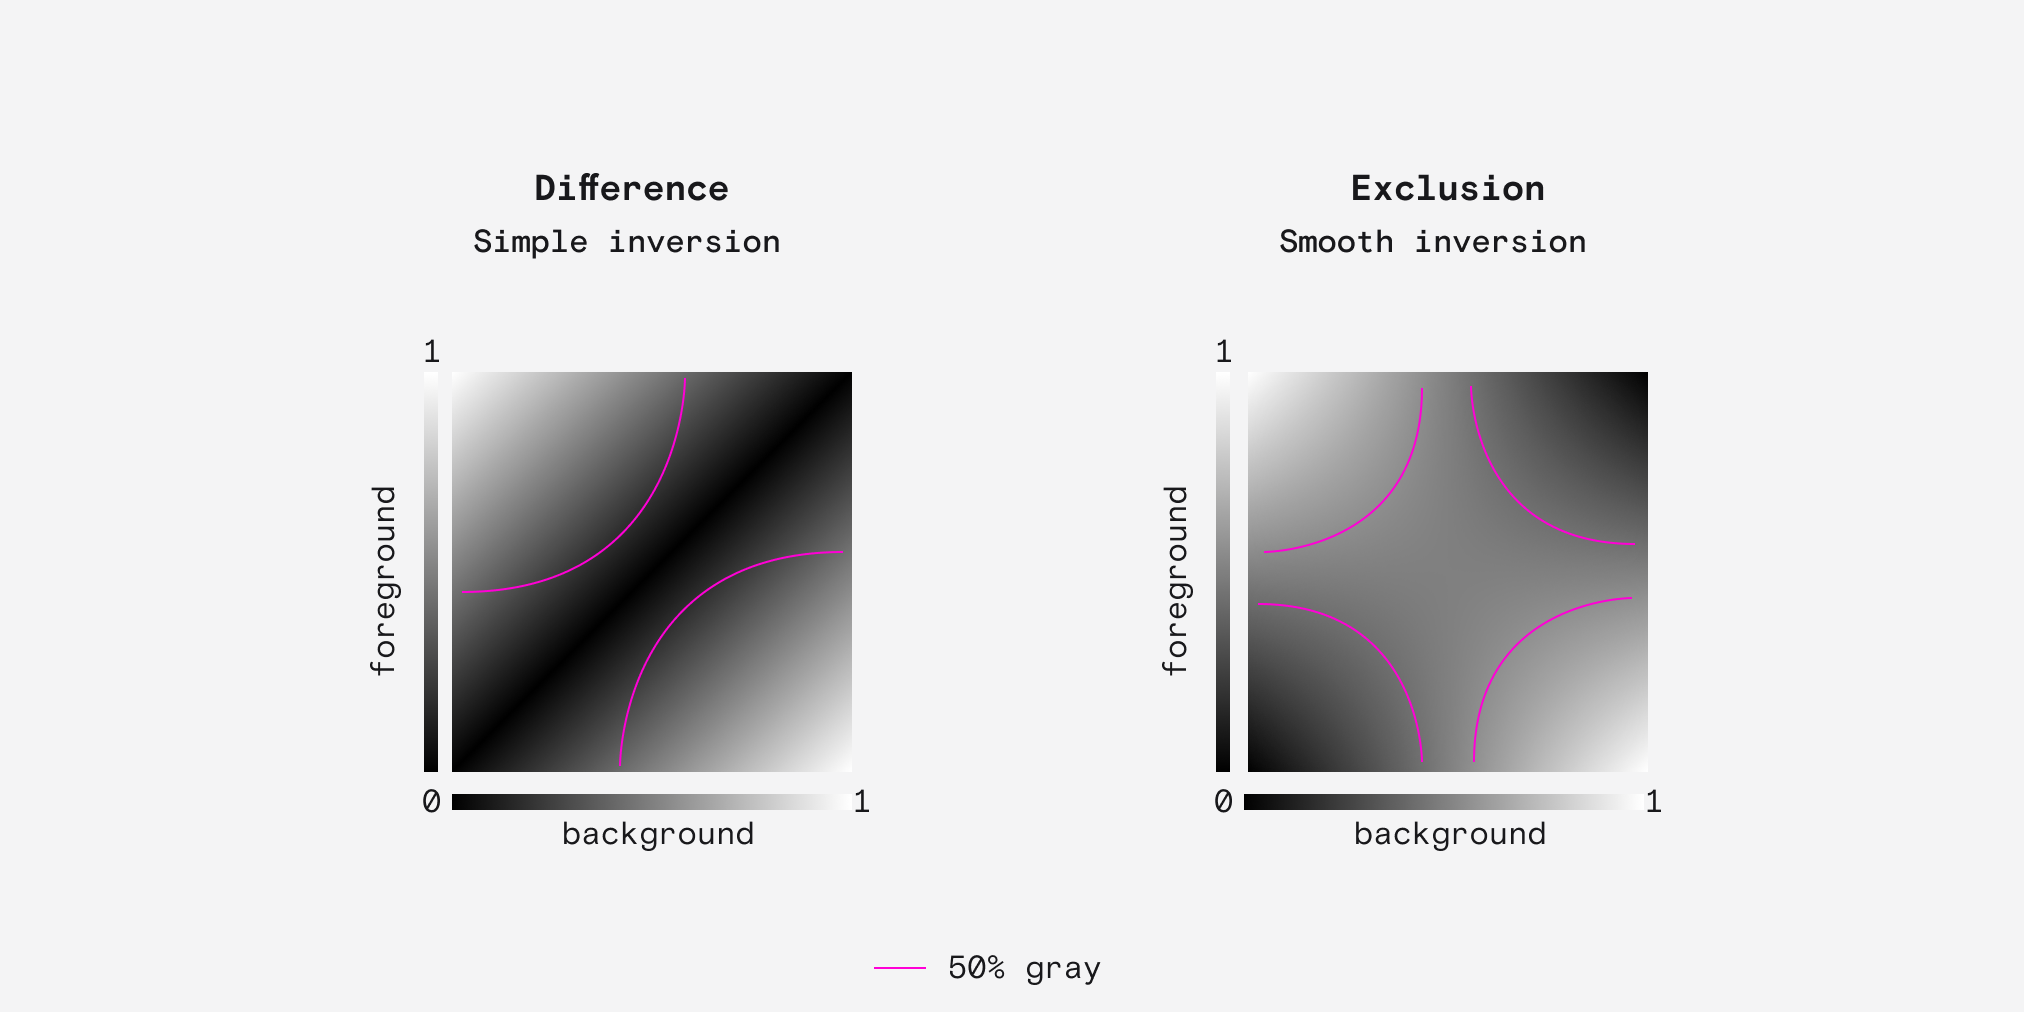 Difference
Simple inversion
1
foreground
0
1
background
Exclusion
Smooth inversion
1
foreground
0
1
background
50% gray